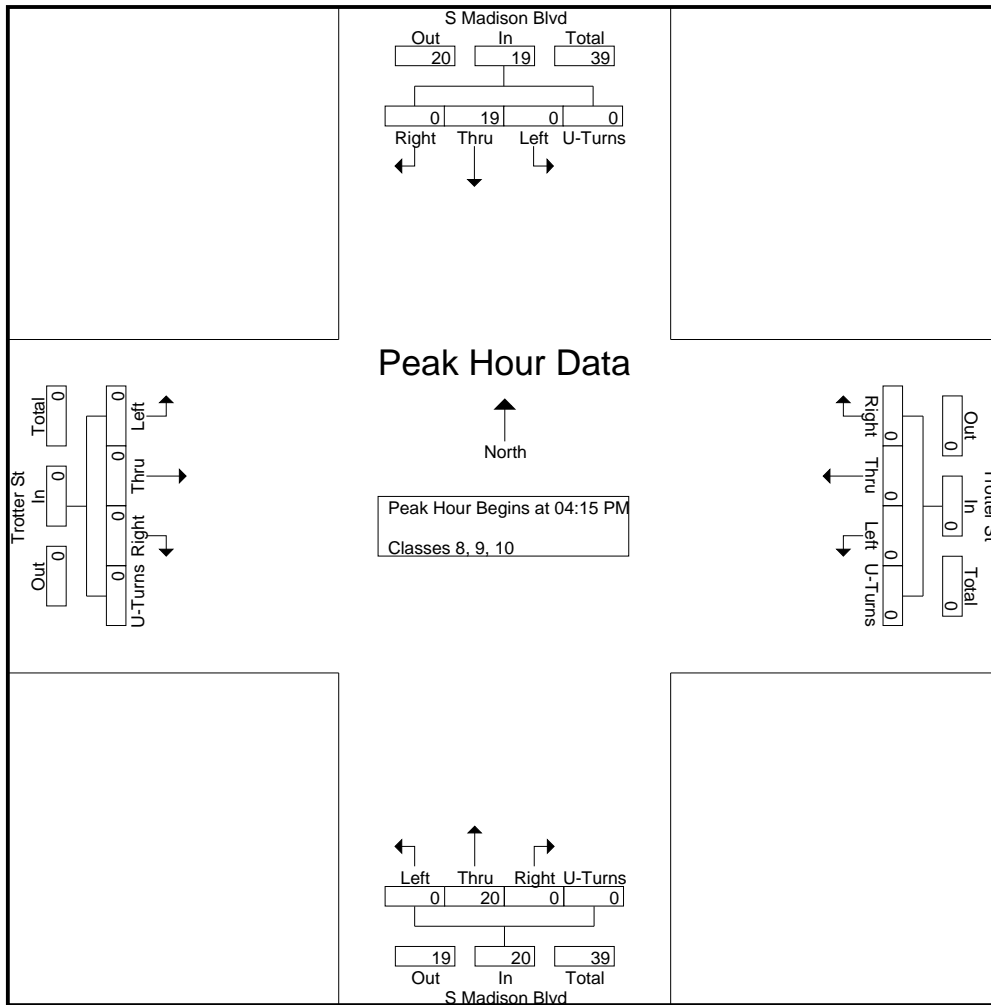 S Madison Blvd
Out In Total
20 19 39
0 19 0 0
Right Thru Left U-Turns
Peak Hour Data
North
Peak Hour Begins at 04:15 PM
Classes 8, 9, 10
Trotter St
Total In Out
0 0 0
0 0 0 0
Left Thru Right U-Turns
Trotter St
Out In Total
0 0 0
0 0 0 0
Right Thru Left U-Turns
Left Thru Right U-Turns
0 20 0 0
19 20 39
Out In Total
S Madison Blvd